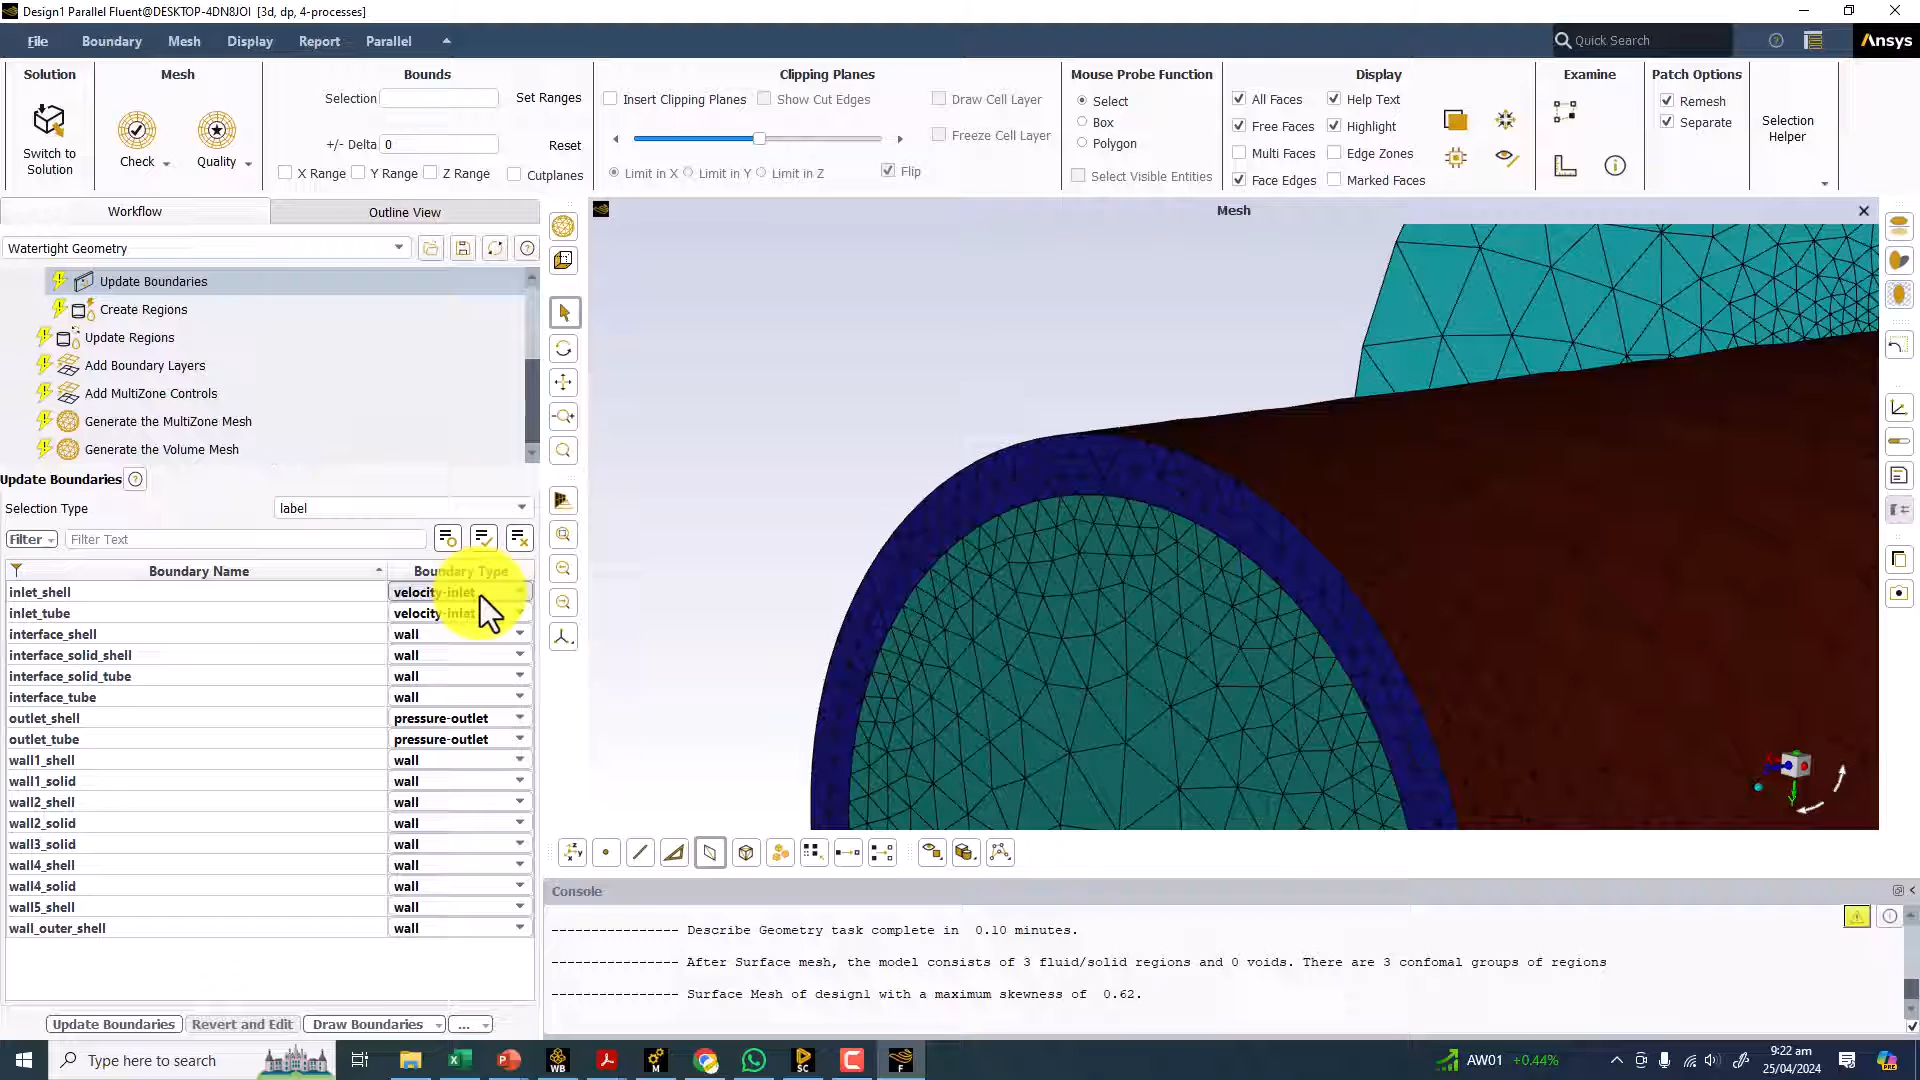 Design1 Parallel Fluent@DESKTOP-4DN8JOI [3d, dp, 4-processes]
File Boundary Mesh Display Report Parallel
Quick Search
Ansys
Solution Mesh Bounds Clipping Planes Mouse Probe Function Display Examine Patch Options
Switch to Solution
Check
Quality
Selection
Set Ranges
+/- Delta 0
Reset
X Range Y Range Z Range Cutplanes
Insert Clipping Planes Show Cut Edges Draw Cell Layer
Freeze Cell Layer
Limit in X Limit in Y Limit in Z Flip
Select
Box
Polygon
Select Visible Entities
All Faces Help Text
Free Faces Highlight
Multi Faces Edge Zones
Face Edges Marked Faces
Remesh
Separate
Selection Helper
Workflow Outline View
Mesh
Watertight Geometry
Update Boundaries
Create Regions
Update Regions
Add Boundary Layers
Add MultiZone Controls
Generate the MultiZone Mesh
Generate the Volume Mesh
Update Boundaries
Selection Type label
Filter Filter Text
Boundary Name Boundary Type
inlet_shell velocity-inlet
inlet_tube velocity-inlet
interface_shell wall
interface_solid_shell wall
interface_solid_tube wall
interface_tube wall
outlet_shell pressure-outlet
outlet_tube pressure-outlet
wall1_shell wall
wall1_solid wall
wall2_shell wall
wall2_solid wall
wall3_solid wall
wall4_shell wall
wall4_solid wall
wall5_shell wall
wall_outer_shell wall
Update Boundaries Revert and Edit Draw Boundaries ...
Y
Console
---------------- Describe Geometry task complete in 0.10 minutes.
---------------- After Surface mesh, the model consists of 3 fluid/solid regions and 0 voids. There are 3 confomal groups of regions
---------------- Surface Mesh of design1 with a maximum skewness of 0.62.
Type here to search
WB
M
SC
F
AW01 +0.44%
9:22 am
25/04/2024
PRE